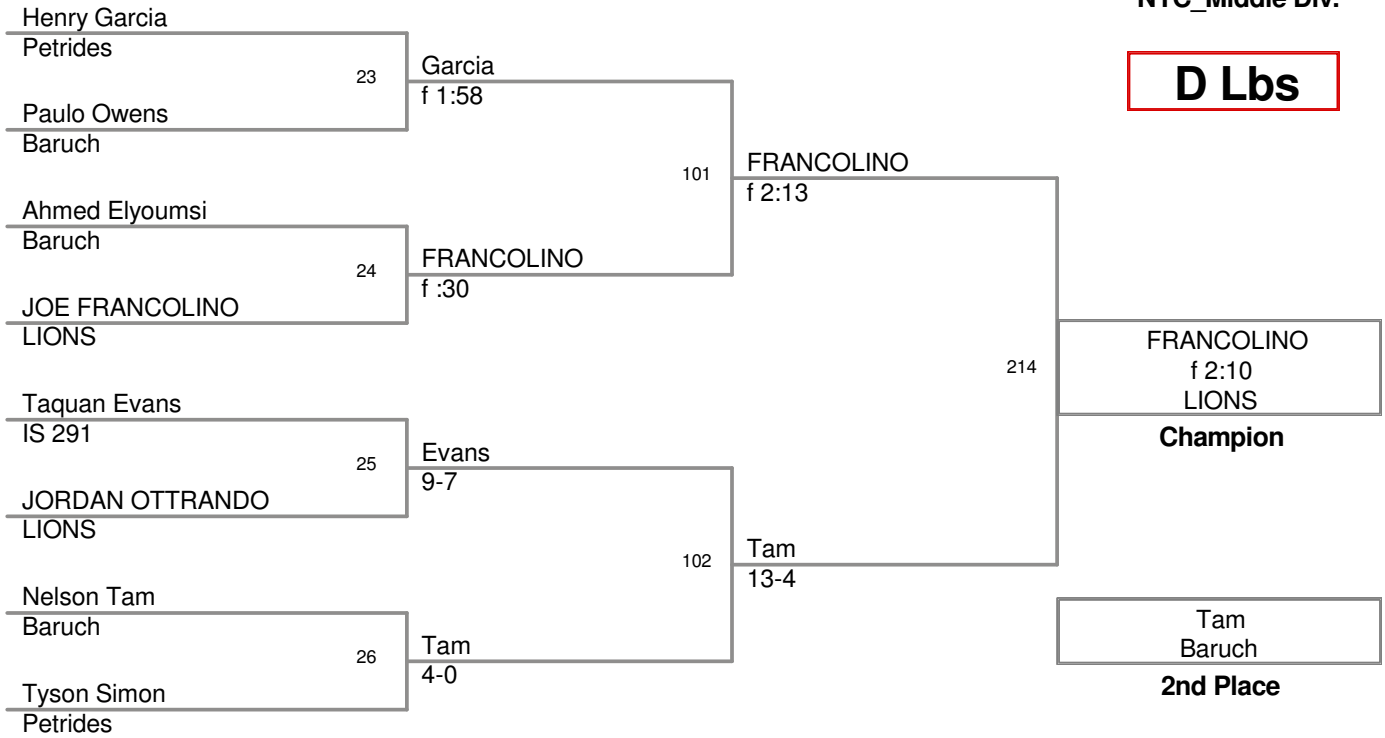 NYC_Middle Div.
D Lbs
Henry Garcia
Petrides
23
Paulo Owens
Baruch
Garcia
f 1:58
101
Ahmed Elyoumsi
Baruch
24
JOE FRANCOLINO
LIONS
FRANCOLINO
f :30
FRANCOLINO
f 2:13
214
Taquan Evans
IS 291
25
JORDAN OTTRANDO
LIONS
Evans
9-7
102
Nelson Tam
Baruch
26
Tyson Simon
Petrides
Tam
4-0
Tam
13-4
FRANCOLINO
f 2:10
LIONS
Champion
Tam
Baruch
2nd Place